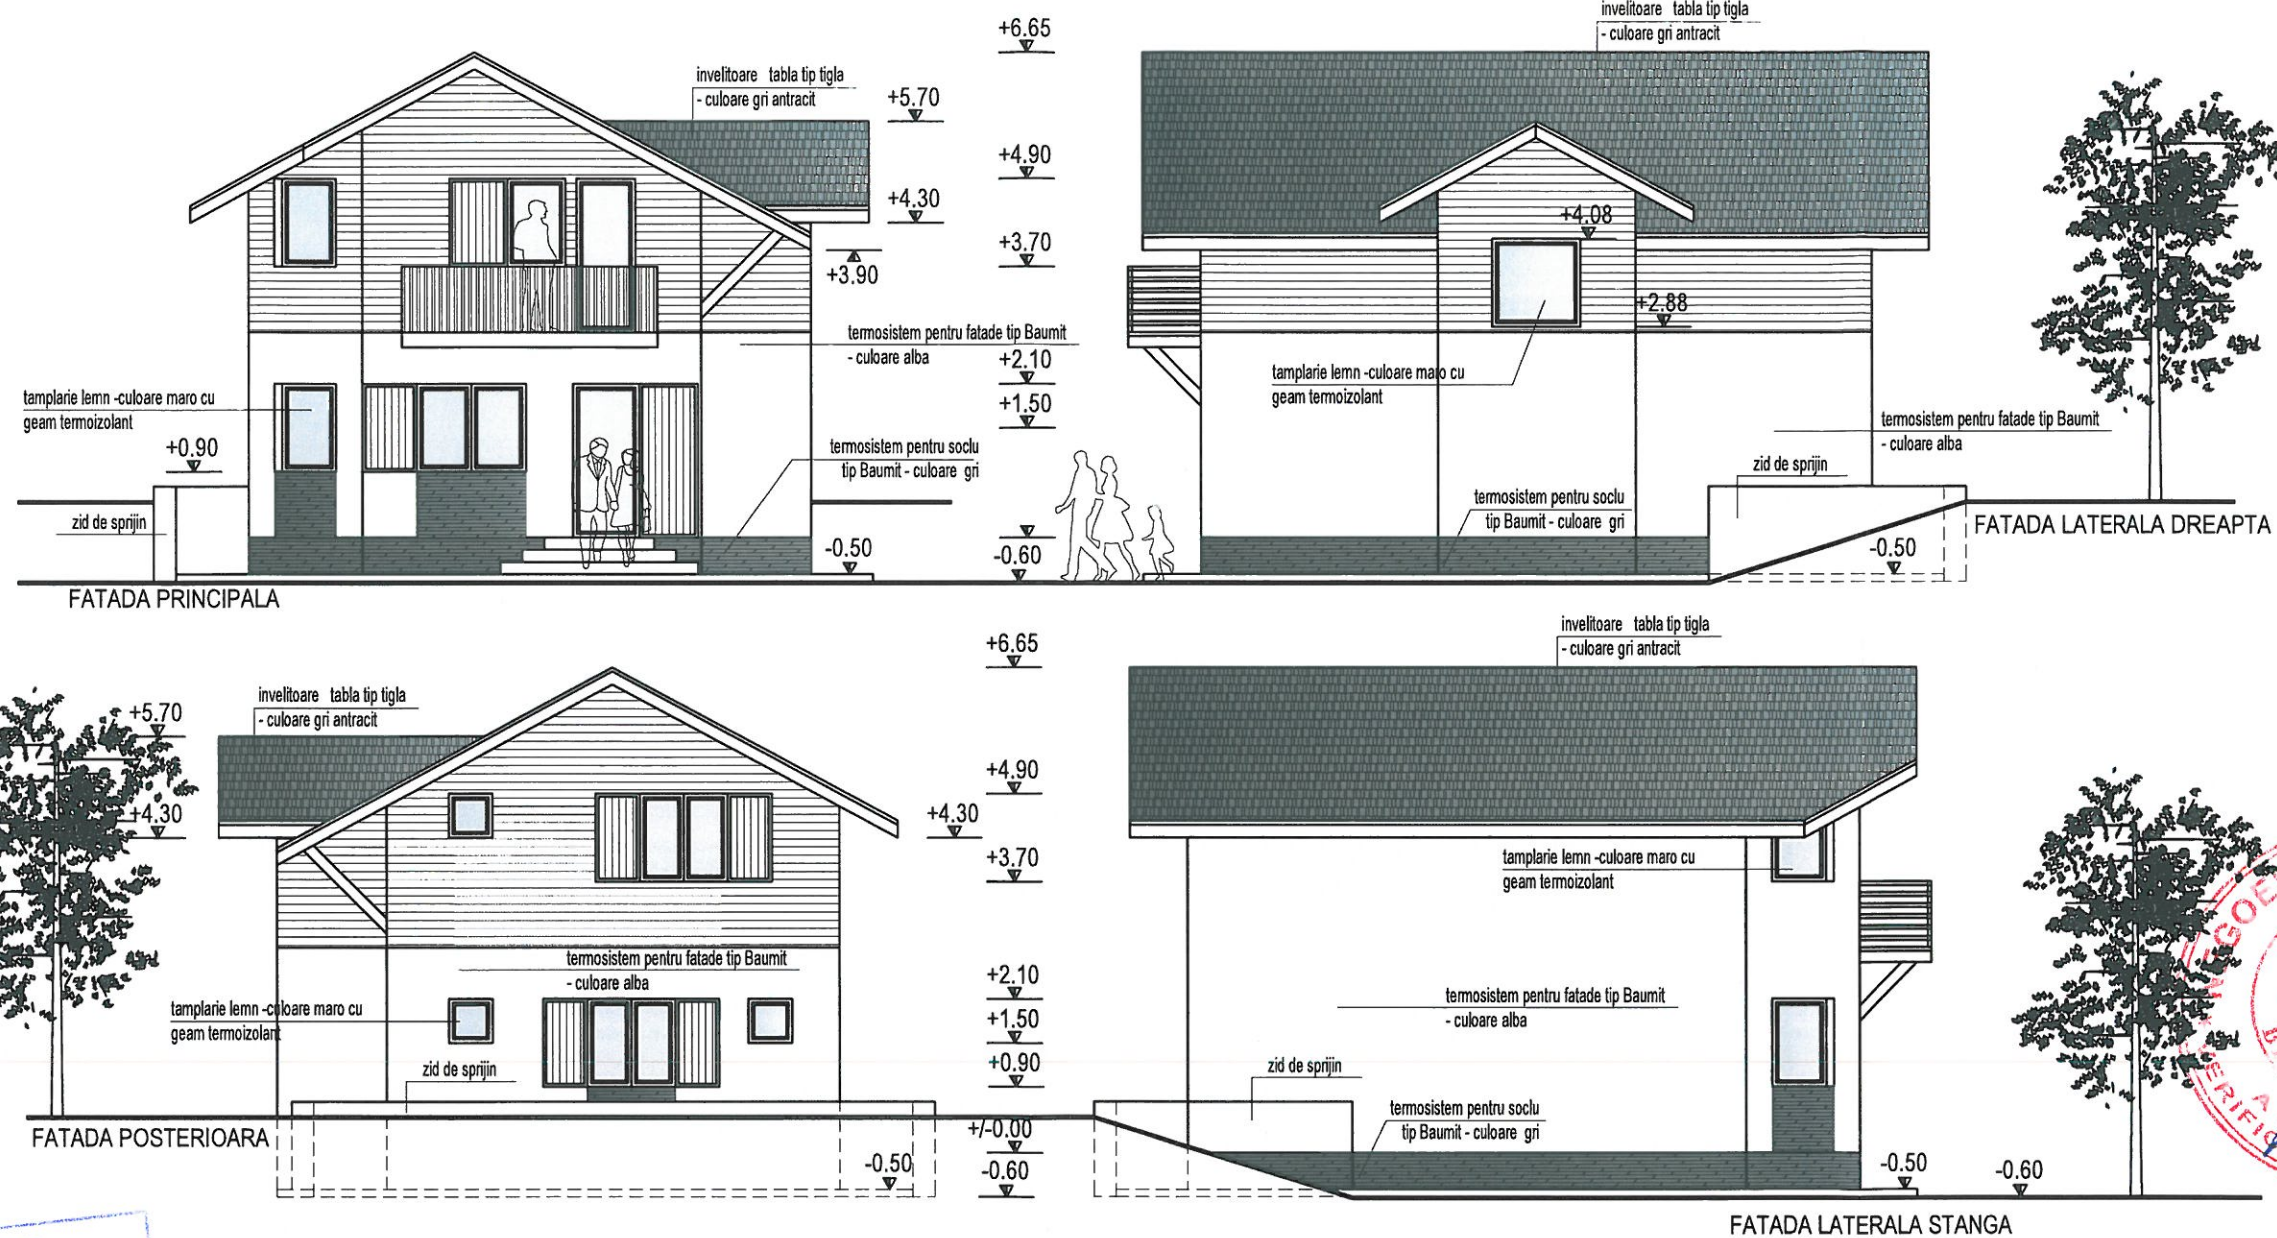 +6.65
invelitoare tabla tip tigla
- culoare gri antracit
+5.70
+4.90
+4.30
+3.70
+3.90
termosistem pentru fatade tip Baumit
- culoare alba
+2.10
+1.50
tamplarie lemn -culoare maro cu
geam termoizolant
+0.90
termosistem pentru soclu
tip Baumit - culoare gri
zid de sprijin
-0.50
-0.60
FATADA PRINCIPALA
invelitoare tabla tip tigla
- culoare gri antracit
+4.08
+2.88
tamplarie lemn -culoare maro cu
geam termoizolant
termosistem pentru fatade tip Baumit
- culoare alba
zid de sprijin
termosistem pentru soclu
tip Baumit - culoare gri
-0.50
FATADA LATERALA DREAPTA
+6.65
invelitoare tabla tip tigla
- culoare gri antracit
+5.70
+4.90
+4.30
+4.30
+3.70
termosistem pentru fatade tip Baumit
- culoare alba
+2.10
tamplarie lemn -culoare maro cu
geam termoizolant
+1.50
+0.90
zid de sprijin
+/-0.00
-0.50
-0.60
FATADA POSTERIOARA
invelitoare tabla tip tigla
- culoare gri antracit
tamplarie lemn -culoare maro cu
geam termoizolant
termosistem pentru fatade tip Baumit
- culoare alba
zid de sprijin
termosistem pentru soclu
tip Baumit - culoare gri
-0.50
-0.60
FATADA LATERALA STANGA